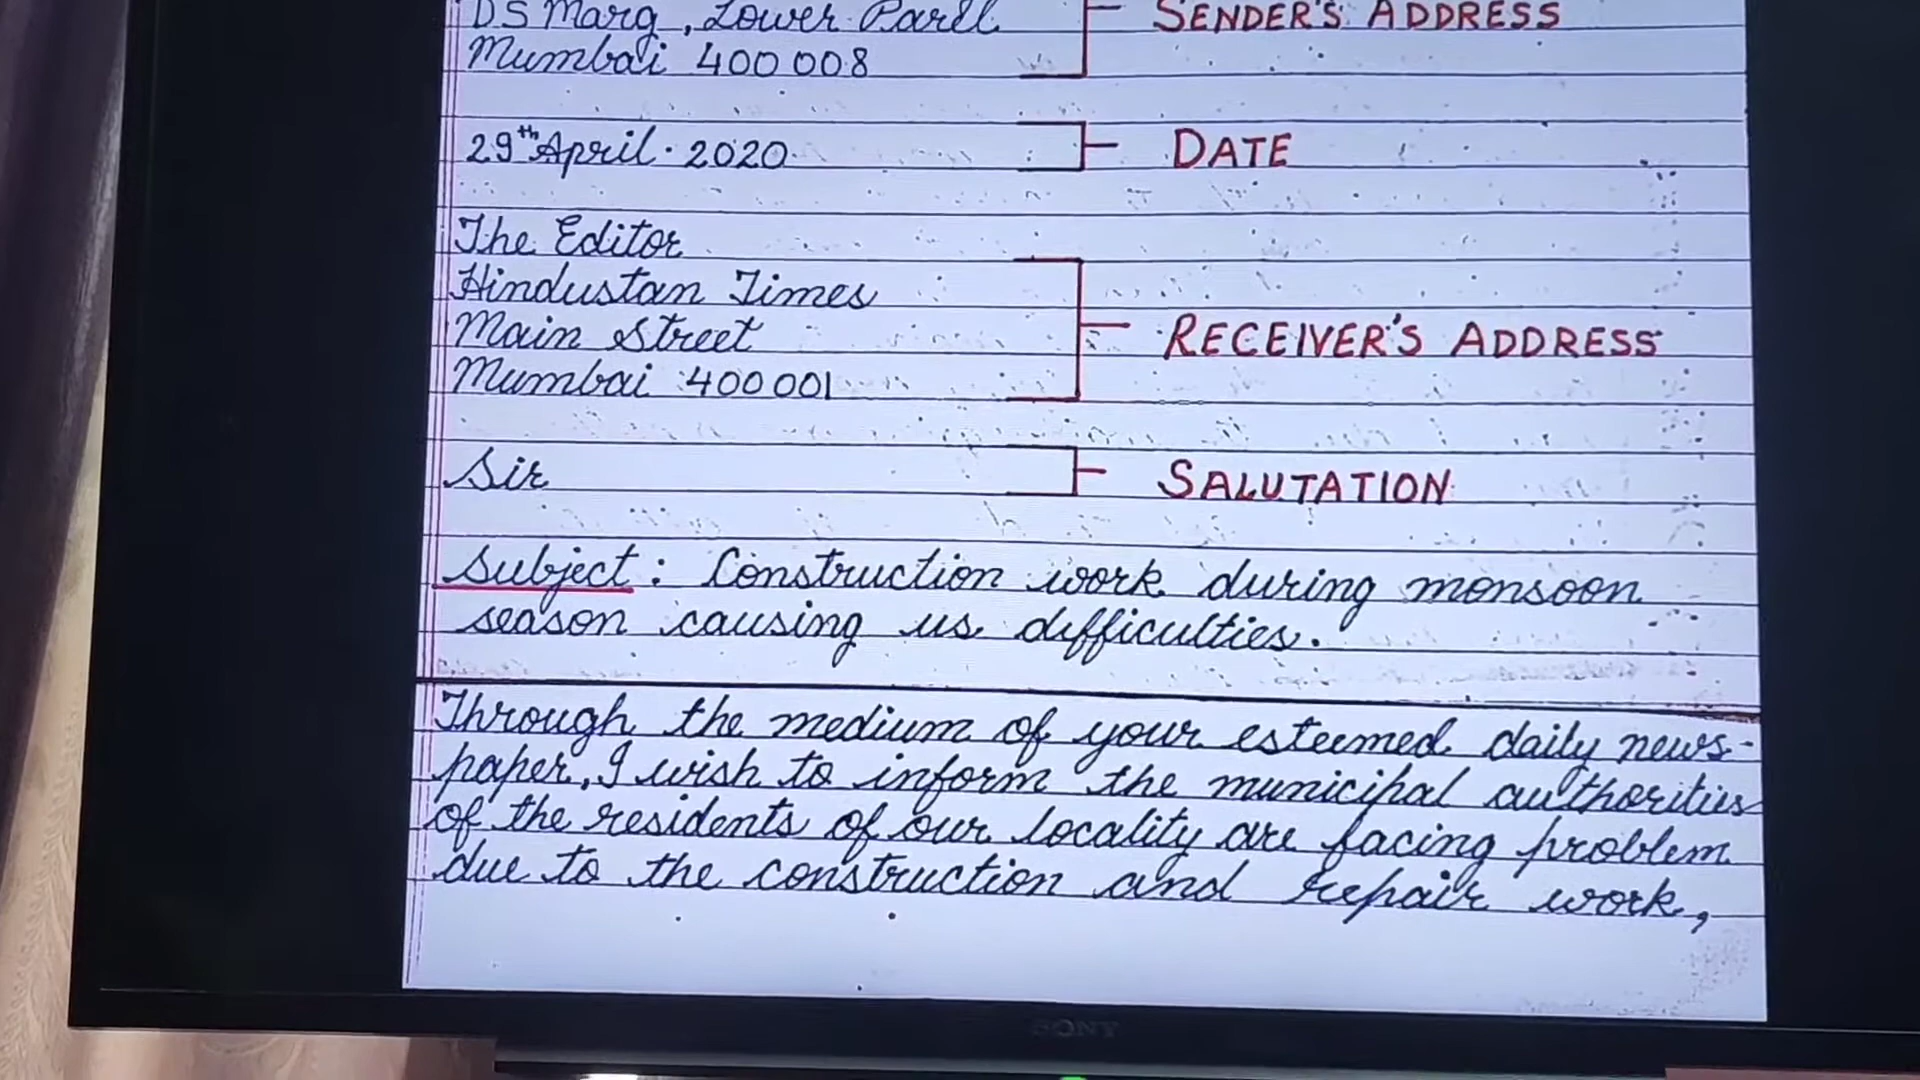 DS Marg, Lower Parel
SENDER'S ADDRESS
Mumbai 400 008
29th April 2020
DATE
The Editor
Hindustan Times
Main Street
Mumbai 400 001
RECEIVER'S ADDRESS
Sir
SALUTATION
Subject: Construction work during monsoon
season causing us difficulties.
Through the medium of your esteemed daily news-
paper, I wish to inform the municipal authorities
of the residents of our locality are facing problem
due to the construction and repair work,
SONY